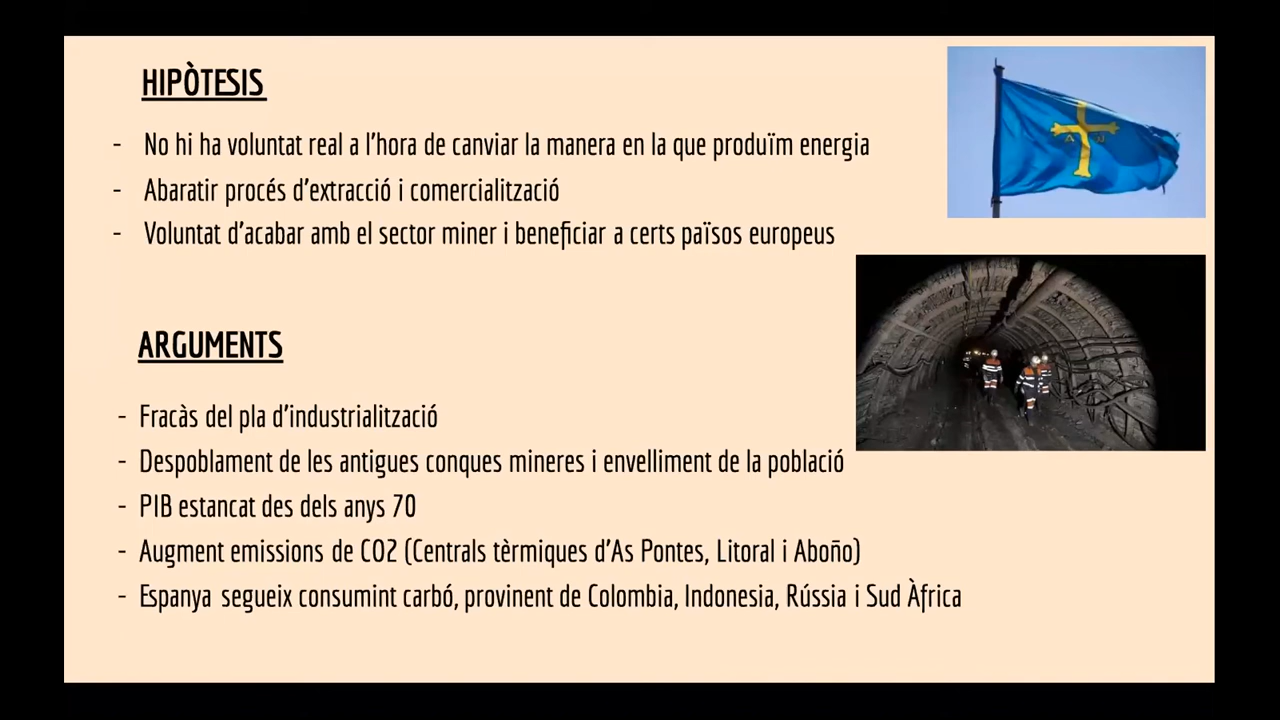 HIPÒTESIS
- No hi ha voluntat real a l'hora de canviar la manera en la que produïm energia
- Abaratir procés d'extracció i comercialització
- Voluntat d'acabar amb el sector miner i beneficiar a certs països europeus
ARGUMENTS
- Fracàs del pla d'industrialització
- Despoblament de les antigues conques mineres i envelliment de la població
- PIB estancat des dels anys 70
- Augment emissions de CO2 (Centrals tèrmiques d'As Pontes, Litoral i Aboño)
- Espanya segueix consumint carbó, provinent de Colombia, Indonesia, Rússia i Sud Àfrica